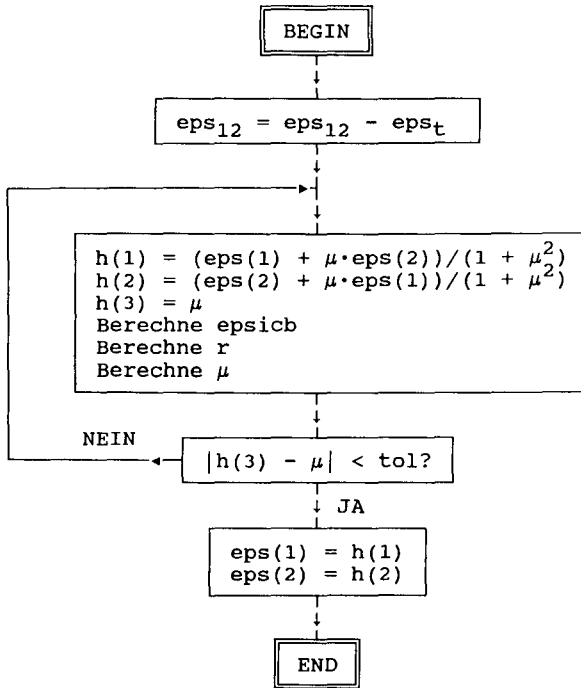 BEGIN
eps₁₂ = eps₁₂ - epsₜ
h(1) = (eps(1) + μ·eps(2))/(1 + μ²)
h(2) = (eps(2) + μ·eps(1))/(1 + μ²)
h(3) = μ
Berechne epsicb
Berechne r
Berechne μ
NEIN
|h(3) - μ| < tol?
JA
eps(1) = h(1)
eps(2) = h(2)
END